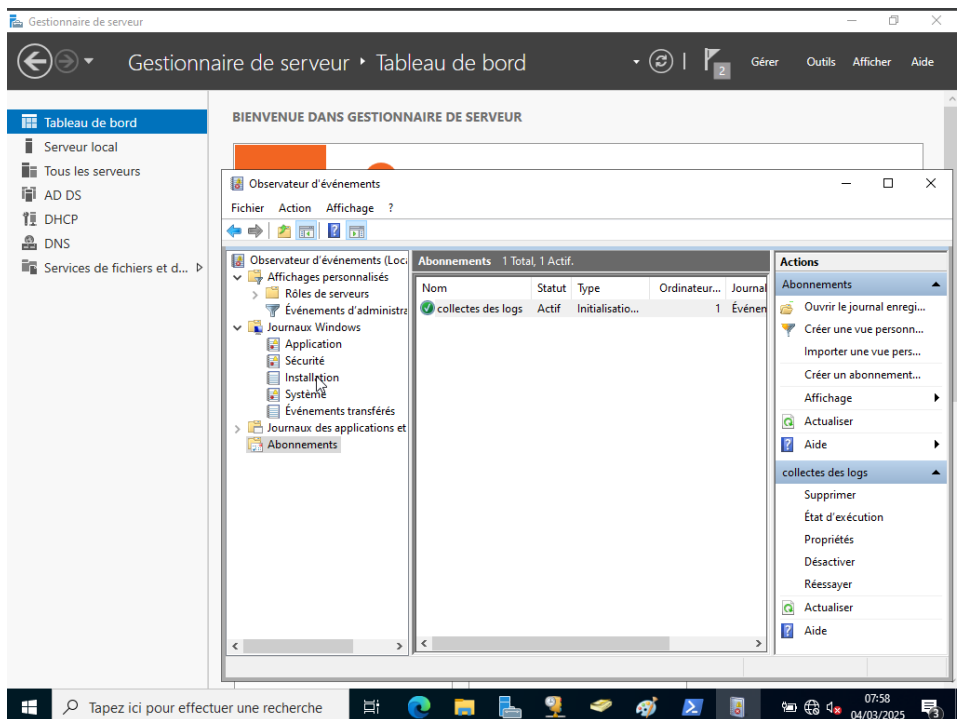 Gestionnaire de serveur
Gestionnaire de serveur ‣ Tableau de bord
2
Gérer Outils Afficher Aide
Tableau de bord
Serveur local
Tous les serveurs
AD DS
DHCP
DNS
Services de fichiers et d...
BIENVENUE DANS GESTIONNAIRE DE SERVEUR
Observateur d'événements
Fichier Action Affichage ?
Observateur d'événements (Loca
Affichages personnalisés
Rôles de serveurs
Événements d'administra
Journaux Windows
Application
Sécurité
Installation
Système
Événements transférés
Journaux des applications et
Abonnements
Abonnements 1 Total, 1 Actif.
Nom Statut Type Ordinateur... Journal
collectes des logs Actif Initialisatio... 1 Événen
Actions
Abonnements
Ouvrir le journal enregi...
Créer une vue personn...
Importer une vue pers...
Créer un abonnement...
Affichage
Actualiser
Aide
collectes des logs
Supprimer
État d'exécution
Propriétés
Désactiver
Réessayer
Actualiser
Aide
Tapez ici pour effectuer une recherche
07:58
04/03/2025
3